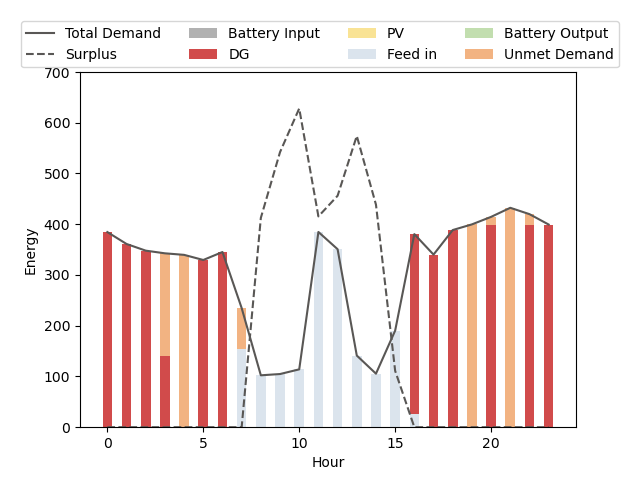 Total Demand Battery Input PV Battery Output
Surplus DG Feed in Unmet Demand
700
600
500
400
300
200
100
0
Energy
0 5 10 15 20
Hour